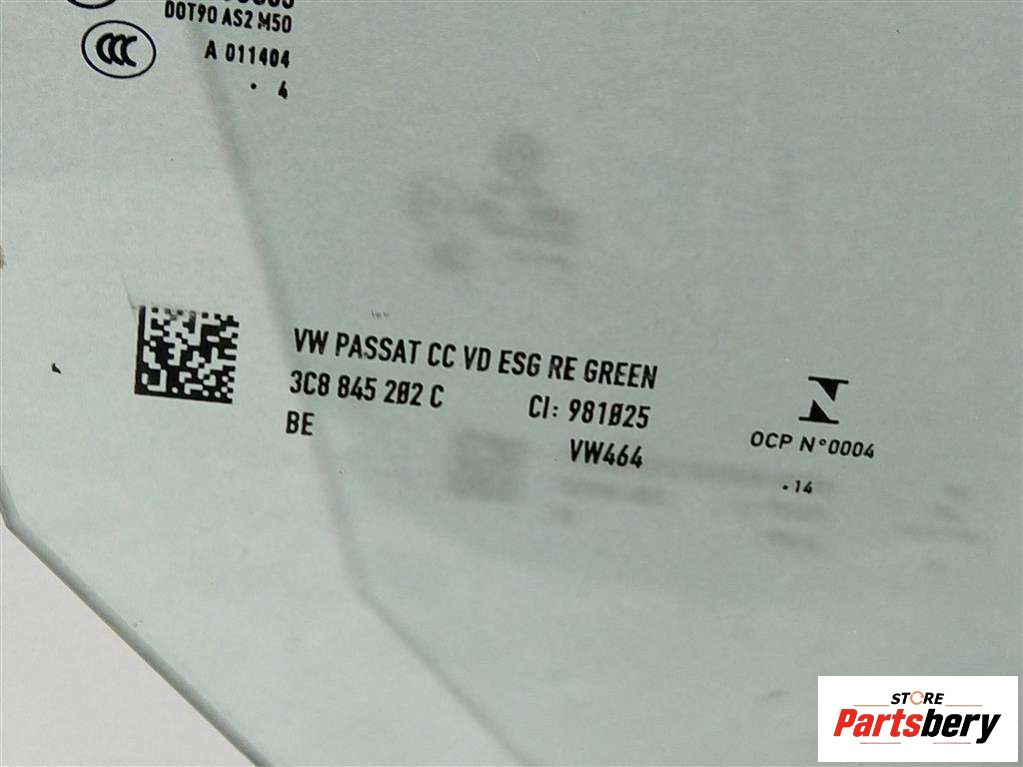 DOT90 AS2 M50
CCC
A 011404
. 4
VW PASSAT CC VD ESG RE GREEN
3C8 845 202 C
CI: 981025
BE
VW464
N
OCP N°0004
.14
STORE
Partsbery